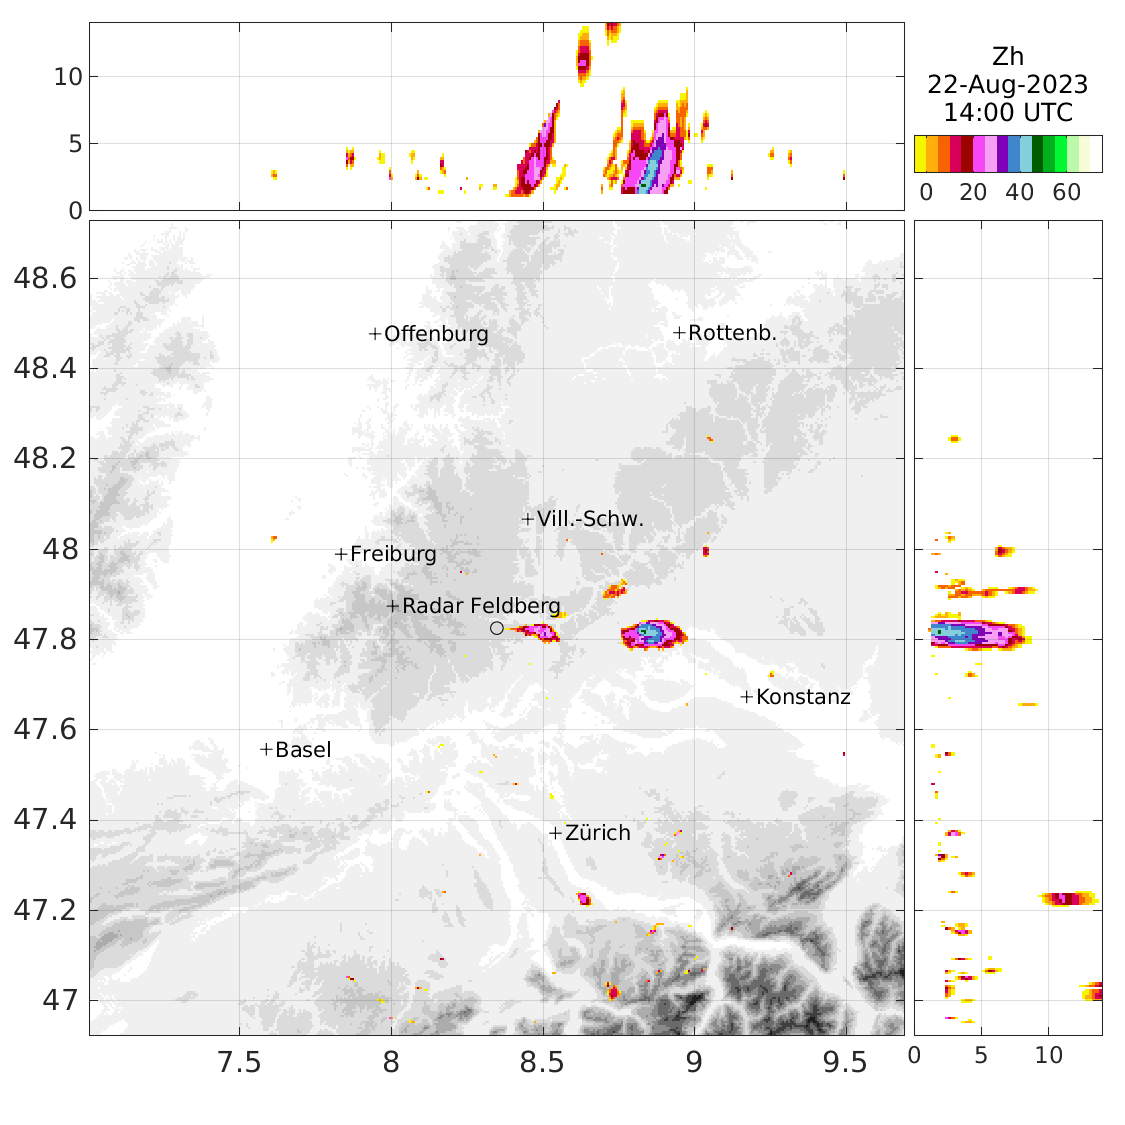 Zh
22-Aug-2023
14:00 UTC
0 20 40 60
10
5
0
48.6
48.4
48.2
48
47.8
47.6
47.4
47.2
47
Offenburg
Rottenb.
Vill.-Schw.
Freiburg
Radar Feldberg
Konstanz
Basel
Zürich
7.5 8 8.5 9 9.5
0 5 10